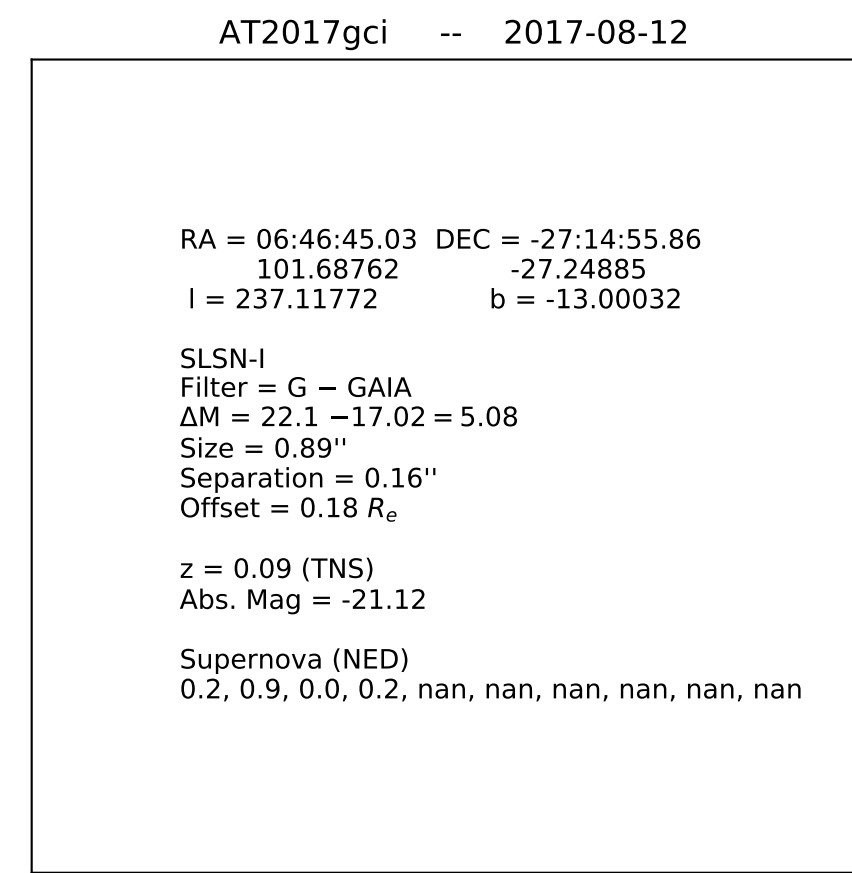 AT2017gci -- 2017-08-12
RA = 06:46:45.03 DEC = -27:14:55.86
101.68762 -27.24885
l = 237.11772 b = -13.00032
SLSN-I
Filter = G − GAIA
ΔM = 22.1 −17.02 = 5.08
Size = 0.89''
Separation = 0.16''
Offset = 0.18 Rₑ
z = 0.09 (TNS)
Abs. Mag = -21.12
Supernova (NED)
0.2, 0.9, 0.0, 0.2, nan, nan, nan, nan, nan, nan